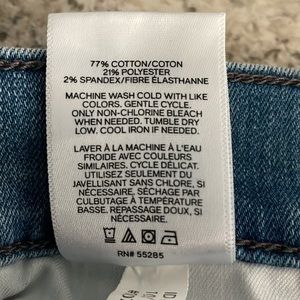 77% COTTON/COTON
21% POLYESTER
2% SPANDEX/FIBRE ÉLASTHANNE
MACHINE WASH COLD WITH LIKE
COLORS. GENTLE CYCLE.
ONLY NON-CHLORINE BLEACH
WHEN NEEDED. TUMBLE DRY
LOW. COOL IRON IF NEEDED.
LAVER À LA MACHINE À L'EAU
FROIDE AVEC COULEURS
SIMILAIRES. CYCLE DÉLICAT.
UTILISEZ SEULEMENT DU
JAVELLISANT SANS CHLORE, SI
NÉCESSAIRE, SÉCHAGE PAR
CULBUTAGE À TEMPÉRATURE
BASSE. REPASSAGE DOUX, SI
NÉCESSAIRE.
RN# 55285